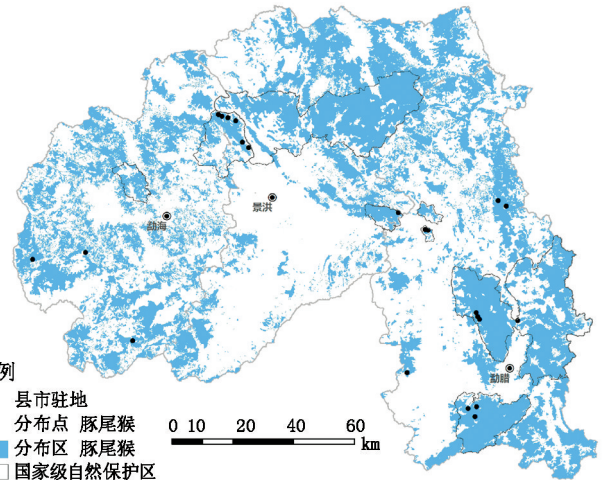 景洪
勐海
勐腊
例
县市驻地
分布点 豚尾猴
分布区 豚尾猴
国家级自然保护区
0 10 20 40 60
km